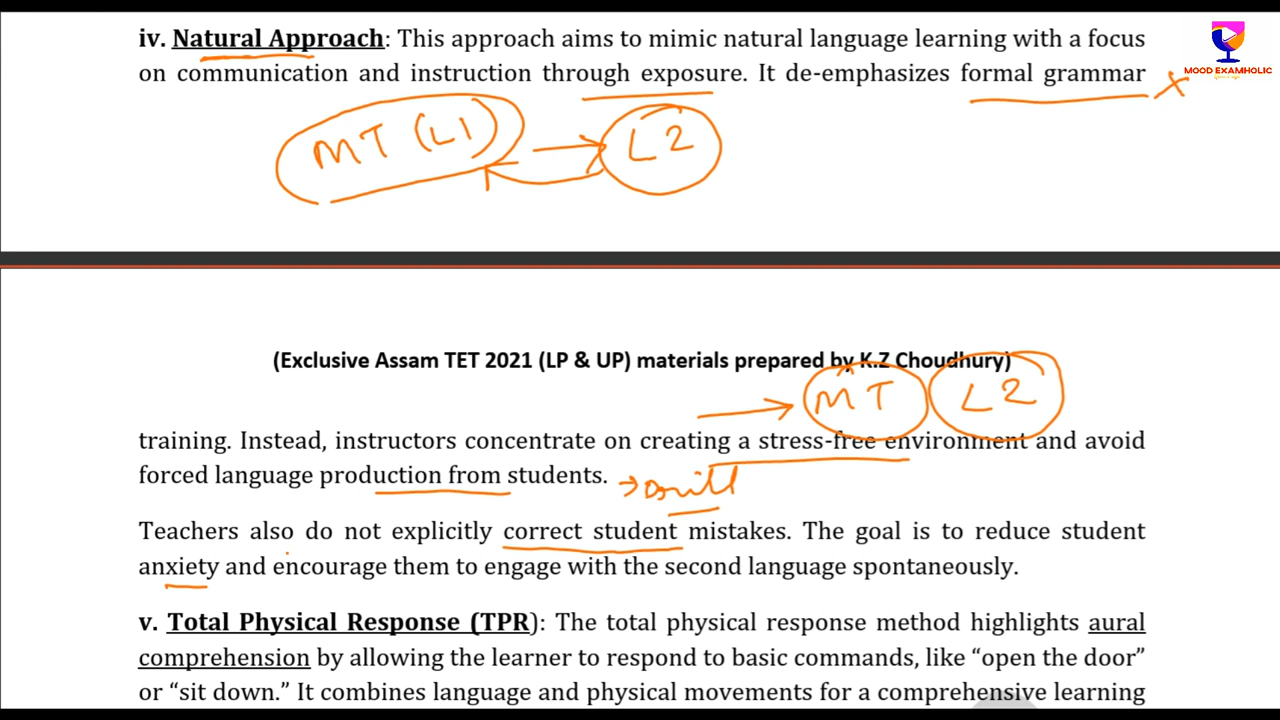 iv. Natural Approach: This approach aims to mimic natural language learning with a focus
MOOD EXAMHOLIC
on communication and instruction through exposure. It de-emphasizes formal grammar
MT (L1) → L2
(Exclusive Assam TET 2021 (LP & UP) materials prepared by K.Z Choudhury)
→ MT L2
training. Instead, instructors concentrate on creating a stress-free environment and avoid
forced language production from students. → Drill
Teachers also do not explicitly correct student mistakes. The goal is to reduce student
anxiety and encourage them to engage with the second language spontaneously.
v. Total Physical Response (TPR): The total physical response method highlights aural
comprehension by allowing the learner to respond to basic commands, like “open the door”
or “sit down.” It combines language and physical movements for a comprehensive learning